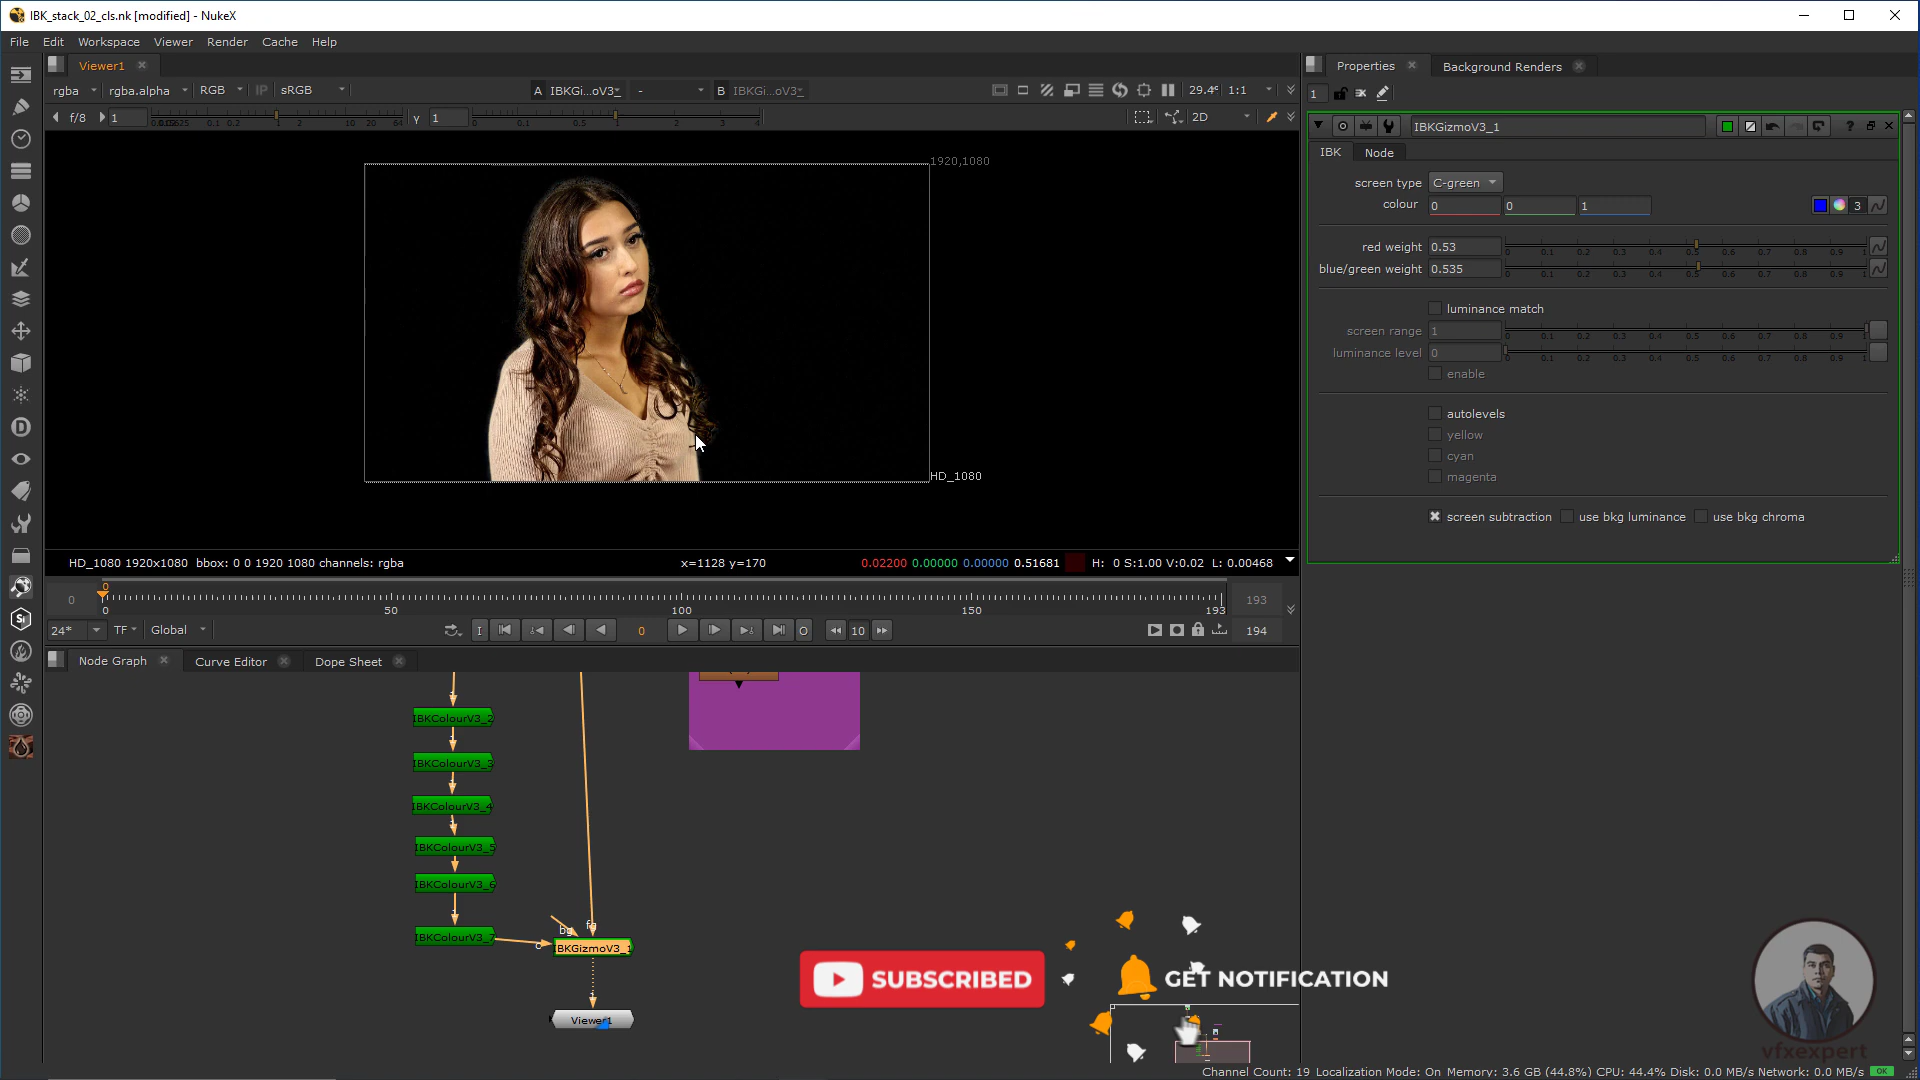 IBK_stack_02_cls.nk [modified] - NukeX
File Edit Workspace Viewer Render Cache Help
Viewer1
Properties
Background Renders
rgba rgba.alpha RGB IP sRGB A IBKGi...oV3_ - B IBKGi...oV3_ 29.4 1:1
1
f/8 1 γ 1 2D
IBKGizmoV3_1
IBK Node
1920,1080
screen type C-green
colour 0 0 1 3
red weight 0.53
blue/green weight 0.535
luminance match
screen range 1
luminance level 0
enable
autolevels
yellow
cyan
magenta
HD_1080
screen subtraction use bkg luminance use bkg chroma
HD_1080 1920x1080 bbox: 0 0 1920 1080 channels: rgba x=1128 y=170 0.02200 0.00000 0.00000 0.51681 H: 0 S:1.00 V:0.02 L: 0.00468
0 0 193
0 50 100 150 193
24* TF Global I 0 O 10 194
Node Graph Curve Editor Dope Sheet
IBKColourV3_2
IBKColourV3_3
IBKColourV3_4
IBKColourV3_5
IBKColourV3_6
IBKColourV3_7
bg fg
c IBKGizmoV3_1
Viewer1
SUBSCRIBED
GET NOTIFICATION
vfxexpert
Channel Count: 19 Localization Mode: On Memory: 3.6 GB (44.8%) CPU: 44.4% Disk: 0.0 MB/s Network: 0.0 MB/s OK